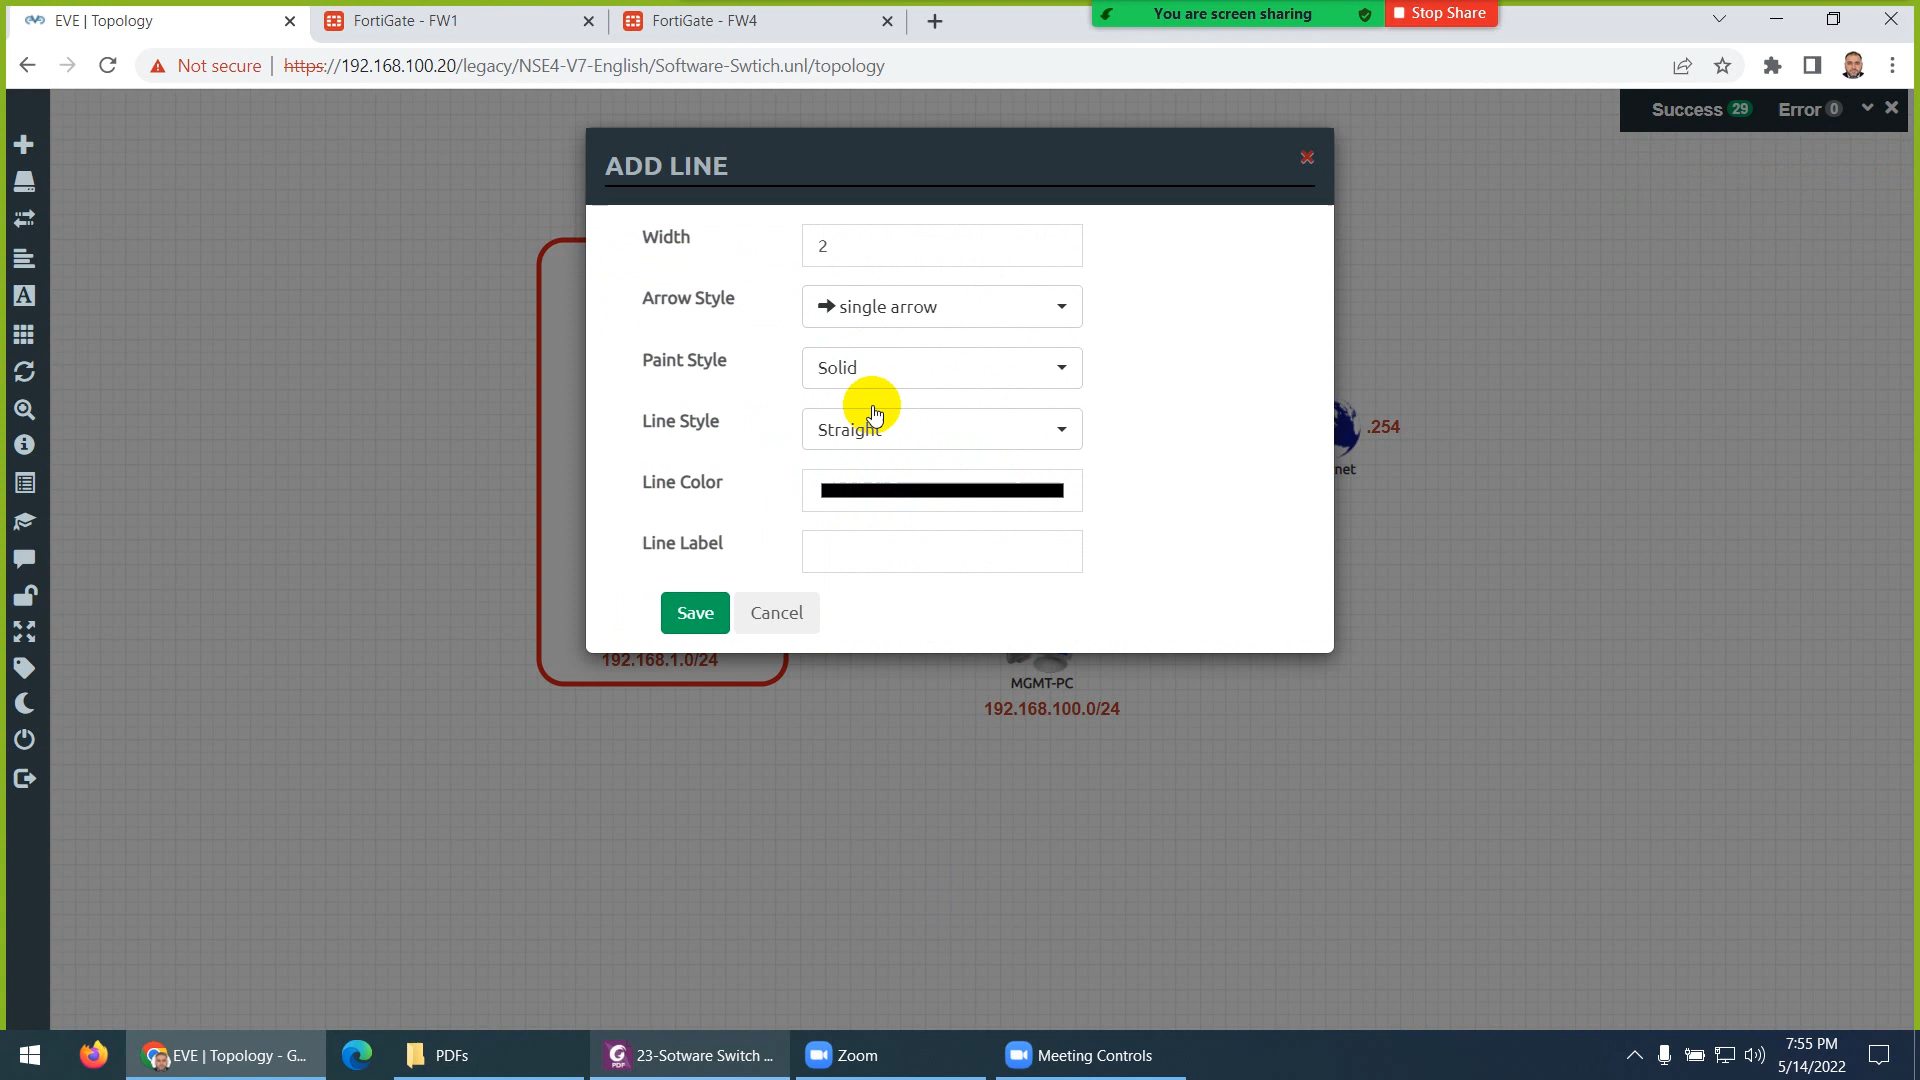 EVE | Topology
FortiGate - FW1
FortiGate - FW4
You are screen sharing
Stop Share
Not secure
https://192.168.100.20/legacy/NSE4-V7-English/Software-Swtich.unl/topology
Success 29 Error 0
ADD LINE
Width
2
Arrow Style
single arrow
Paint Style
Solid
Line Style
Straight
Line Color
Line Label
Save
Cancel
.254
net
192.168.1.0/24
MGMT-PC
192.168.100.0/24
EVE | Topology - G...
PDFs
23-Sotware Switch ...
Zoom
Meeting Controls
7:55 PM
5/14/2022